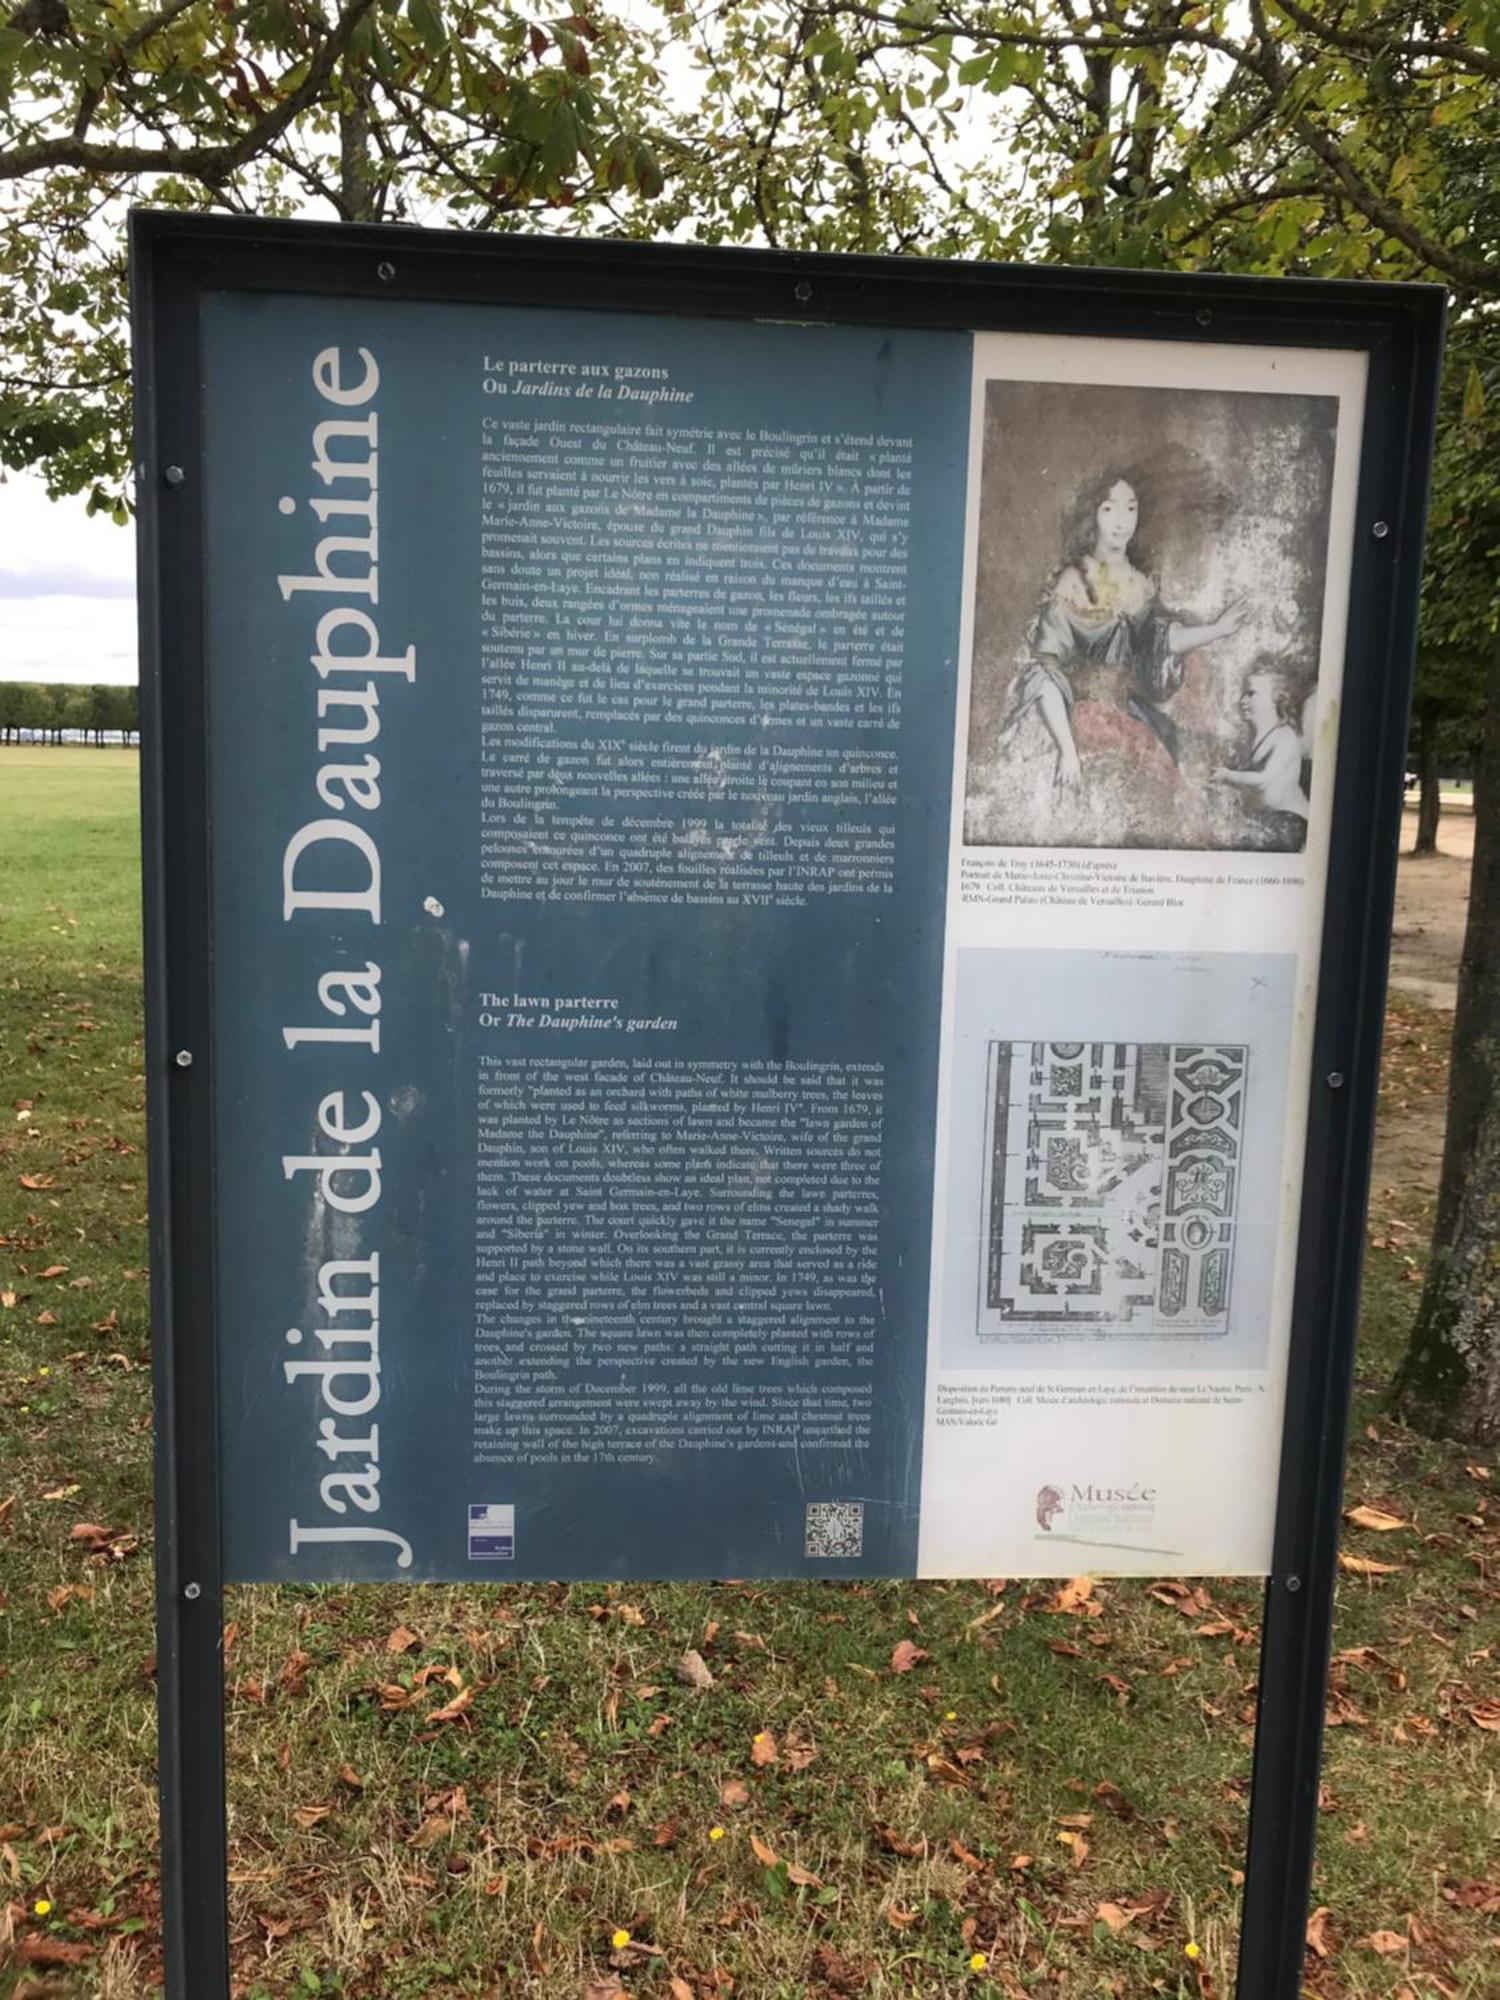 Jardin de la Dauphine
Le parterre aux gazons
Ou Jardins de la Dauphine
Ce vaste jardin rectangulaire fait symétrie avec le Boulingrin et s'étend devant
la façade Ouest du Château-Neuf. Il est précisé qu'il était « planté
anciennement comme un fruitier avec des allées de mûriers blancs dont les
feuilles servaient à nourrir les vers à soie, plantés par Henri IV ». À partir de
1679, il fut planté par Le Nôtre en compartiments de pièces de gazons et devint
le « jardin aux gazons de Madame la Dauphine », par référence à Madame
Marie-Anne-Victoire, épouse du grand Dauphin fils de Louis XIV, qui s'y
promenait souvent. Les sources écrites ne mentionnent pas de travaux pour des
bassins, alors que certains plans en indiquent trois. Ces documents montrent
sans doute un projet idéal, non réalisé en raison du manque d'eau à Saint-
Germain-en-Laye. Encadrant les parterres de gazon, les fleurs, les ifs taillés et
les buis, deux rangées d'ormes ménageaient une promenade ombragée autour
du parterre. La cour lui donna vite le nom de « Sénégal » en été et de
« Sibérie » en hiver. En surplomb de la Grande Terrasse, le parterre était
soutenu par un mur de pierre. Sur sa partie Sud, il est actuellement fermé par
l'allée Henri II au-delà de laquelle se trouvait un vaste espace gazonné qui
servit de manège et de lieu d'exercices pendant la minorité de Louis XIV. En
1749, comme ce fut le cas pour le grand parterre, les plates-bandes et les ifs
taillés disparurent, remplacés par des quinconces d'ormes et un vaste carré de
gazon central.
Les modifications du XIXe siècle firent du jardin de la Dauphine un quinconce.
Le carré de gazon fut alors entièrement planté d'alignements d'arbres et
traversé par deux nouvelles allées : une allée étroite le coupant en son milieu et
une autre prolongeant la perspective créée par le nouveau jardin anglais, l'allée
du Boulingrin.
Lors de la tempête de décembre 1999 la totalité des vieux tilleuls qui
composaient ce quinconce ont été balayés par le vent. Depuis deux grandes
pelouses entourées d'un quadruple alignement de tilleuls et de marronniers
composent cet espace. En 2007, des fouilles réalisées par l'INRAP ont permis
de mettre au jour le mur de soutènement de la terrasse haute des jardins de la
Dauphine et de confirmer l'absence de bassins au XVIIe siècle.
The lawn parterre
Or The Dauphine's garden
This vast rectangular garden, laid out in symmetry with the Boulingrin, extends
in front of the west facade of Château-Neuf. It should be said that it was
formerly "planted as an orchard with paths of white mulberry trees, the leaves
of which were used to feed silkworms, planted by Henri IV". From 1679, it
was planted by Le Nôtre as sections of lawn and became the "lawn garden of
Madame the Dauphine", referring to Marie-Anne-Victoire, wife of the grand
Dauphin, son of Louis XIV, who often walked there. Written sources do not
mention work on pools, whereas some plans indicate that there were three of
them. These documents doubtless show an ideal plan, not completed due to the
lack of water at Saint Germain-en-Laye. Surrounding the lawn parterres,
flowers, clipped yew and box trees, and two rows of elms created a shady walk
around the parterre. The court quickly gave it the name "Senegal" in summer
and "Siberia" in winter. Overlooking the Grand Terrace, the parterre was
supported by a stone wall. On its southern part, it is currently enclosed by the
Henri II path beyond which there was a vast grassy area that served as a ride
and place to exercise while Louis XIV was still a minor. In 1749, as was the
case for the grand parterre, the flowerbeds and clipped yews disappeared,
replaced by staggered rows of elm trees and a vast central square lawn.
The changes in the nineteenth century brought a staggered alignment to the
Dauphine's garden. The square lawn was then completely planted with rows of
trees and crossed by two new paths: a straight path cutting it in half and
another extending the perspective created by the new English garden, the
Boulingrin path.
During the storm of December 1999, all the old lime trees which composed
this staggered arrangement were swept away by the wind. Since that time, two
large lawns surrounded by a quadruple alignment of lime and chestnut trees
make up this space. In 2007, excavations carried out by INRAP unearthed the
retaining wall of the high terrace of the Dauphine's gardens and confirmed the
absence of pools in the 17th century.
François de Troy (1645-1730) (d'après)
Portrait de Marie-Anne-Christine-Victoire de Bavière, Dauphine de France (1660-1690)
1679 Coll. Châteaux de Versailles et de Trianon
RMN-Grand Palais (Château de Versailles) /Gérard Blot
Disposition du Parterre neuf de St Germain en Laye, de l'invention du sieur Le Nautre, Paris : N.
Langlois, [vers 1680] Coll. Musée d'archéologie nationale et Domaine national de Saint-
Germain-en-Laye
MAN/Valorie Gô
Musée
d'Archéologie nationale
Domaine national